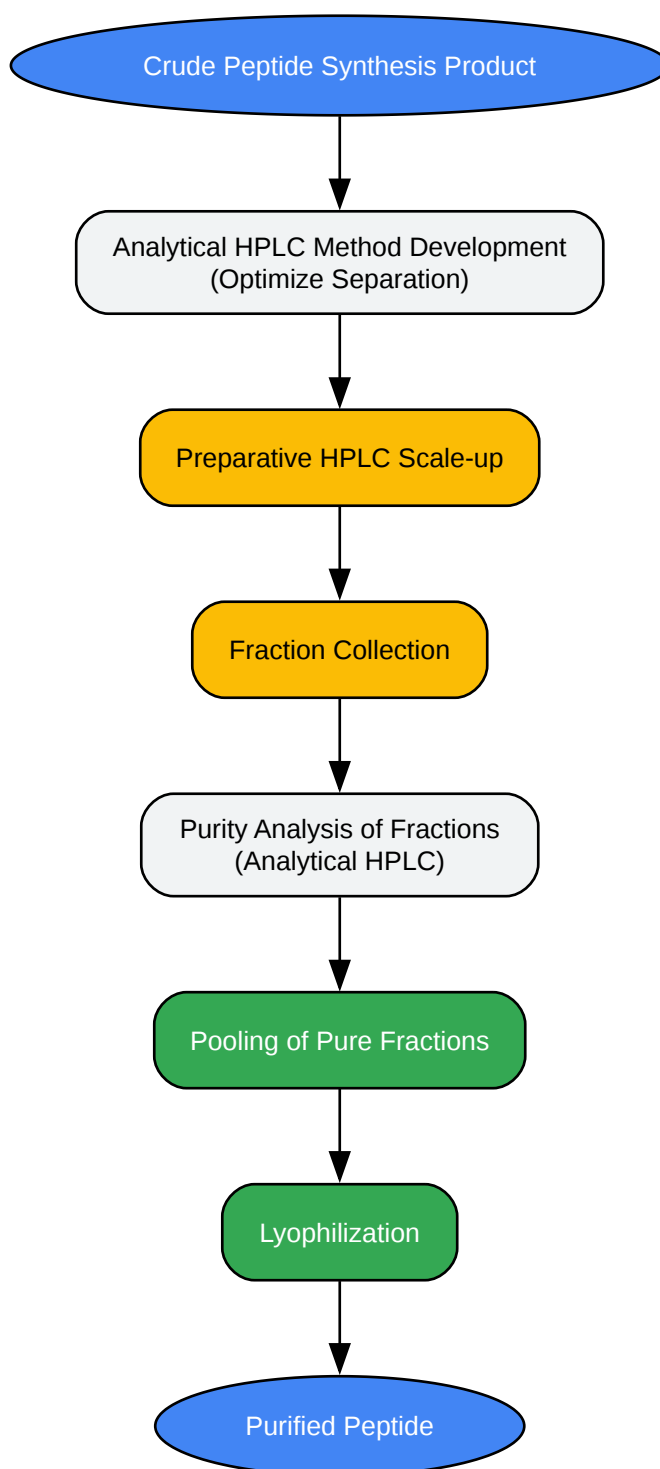 Crude Peptide Synthesis Product
Analytical HPLC Method Development
(Optimize Separation)
Preparative HPLC Scale-up
Fraction Collection
Purity Analysis of Fractions
(Analytical HPLC)
Pooling of Pure Fractions
Lyophilization
Purified Peptide